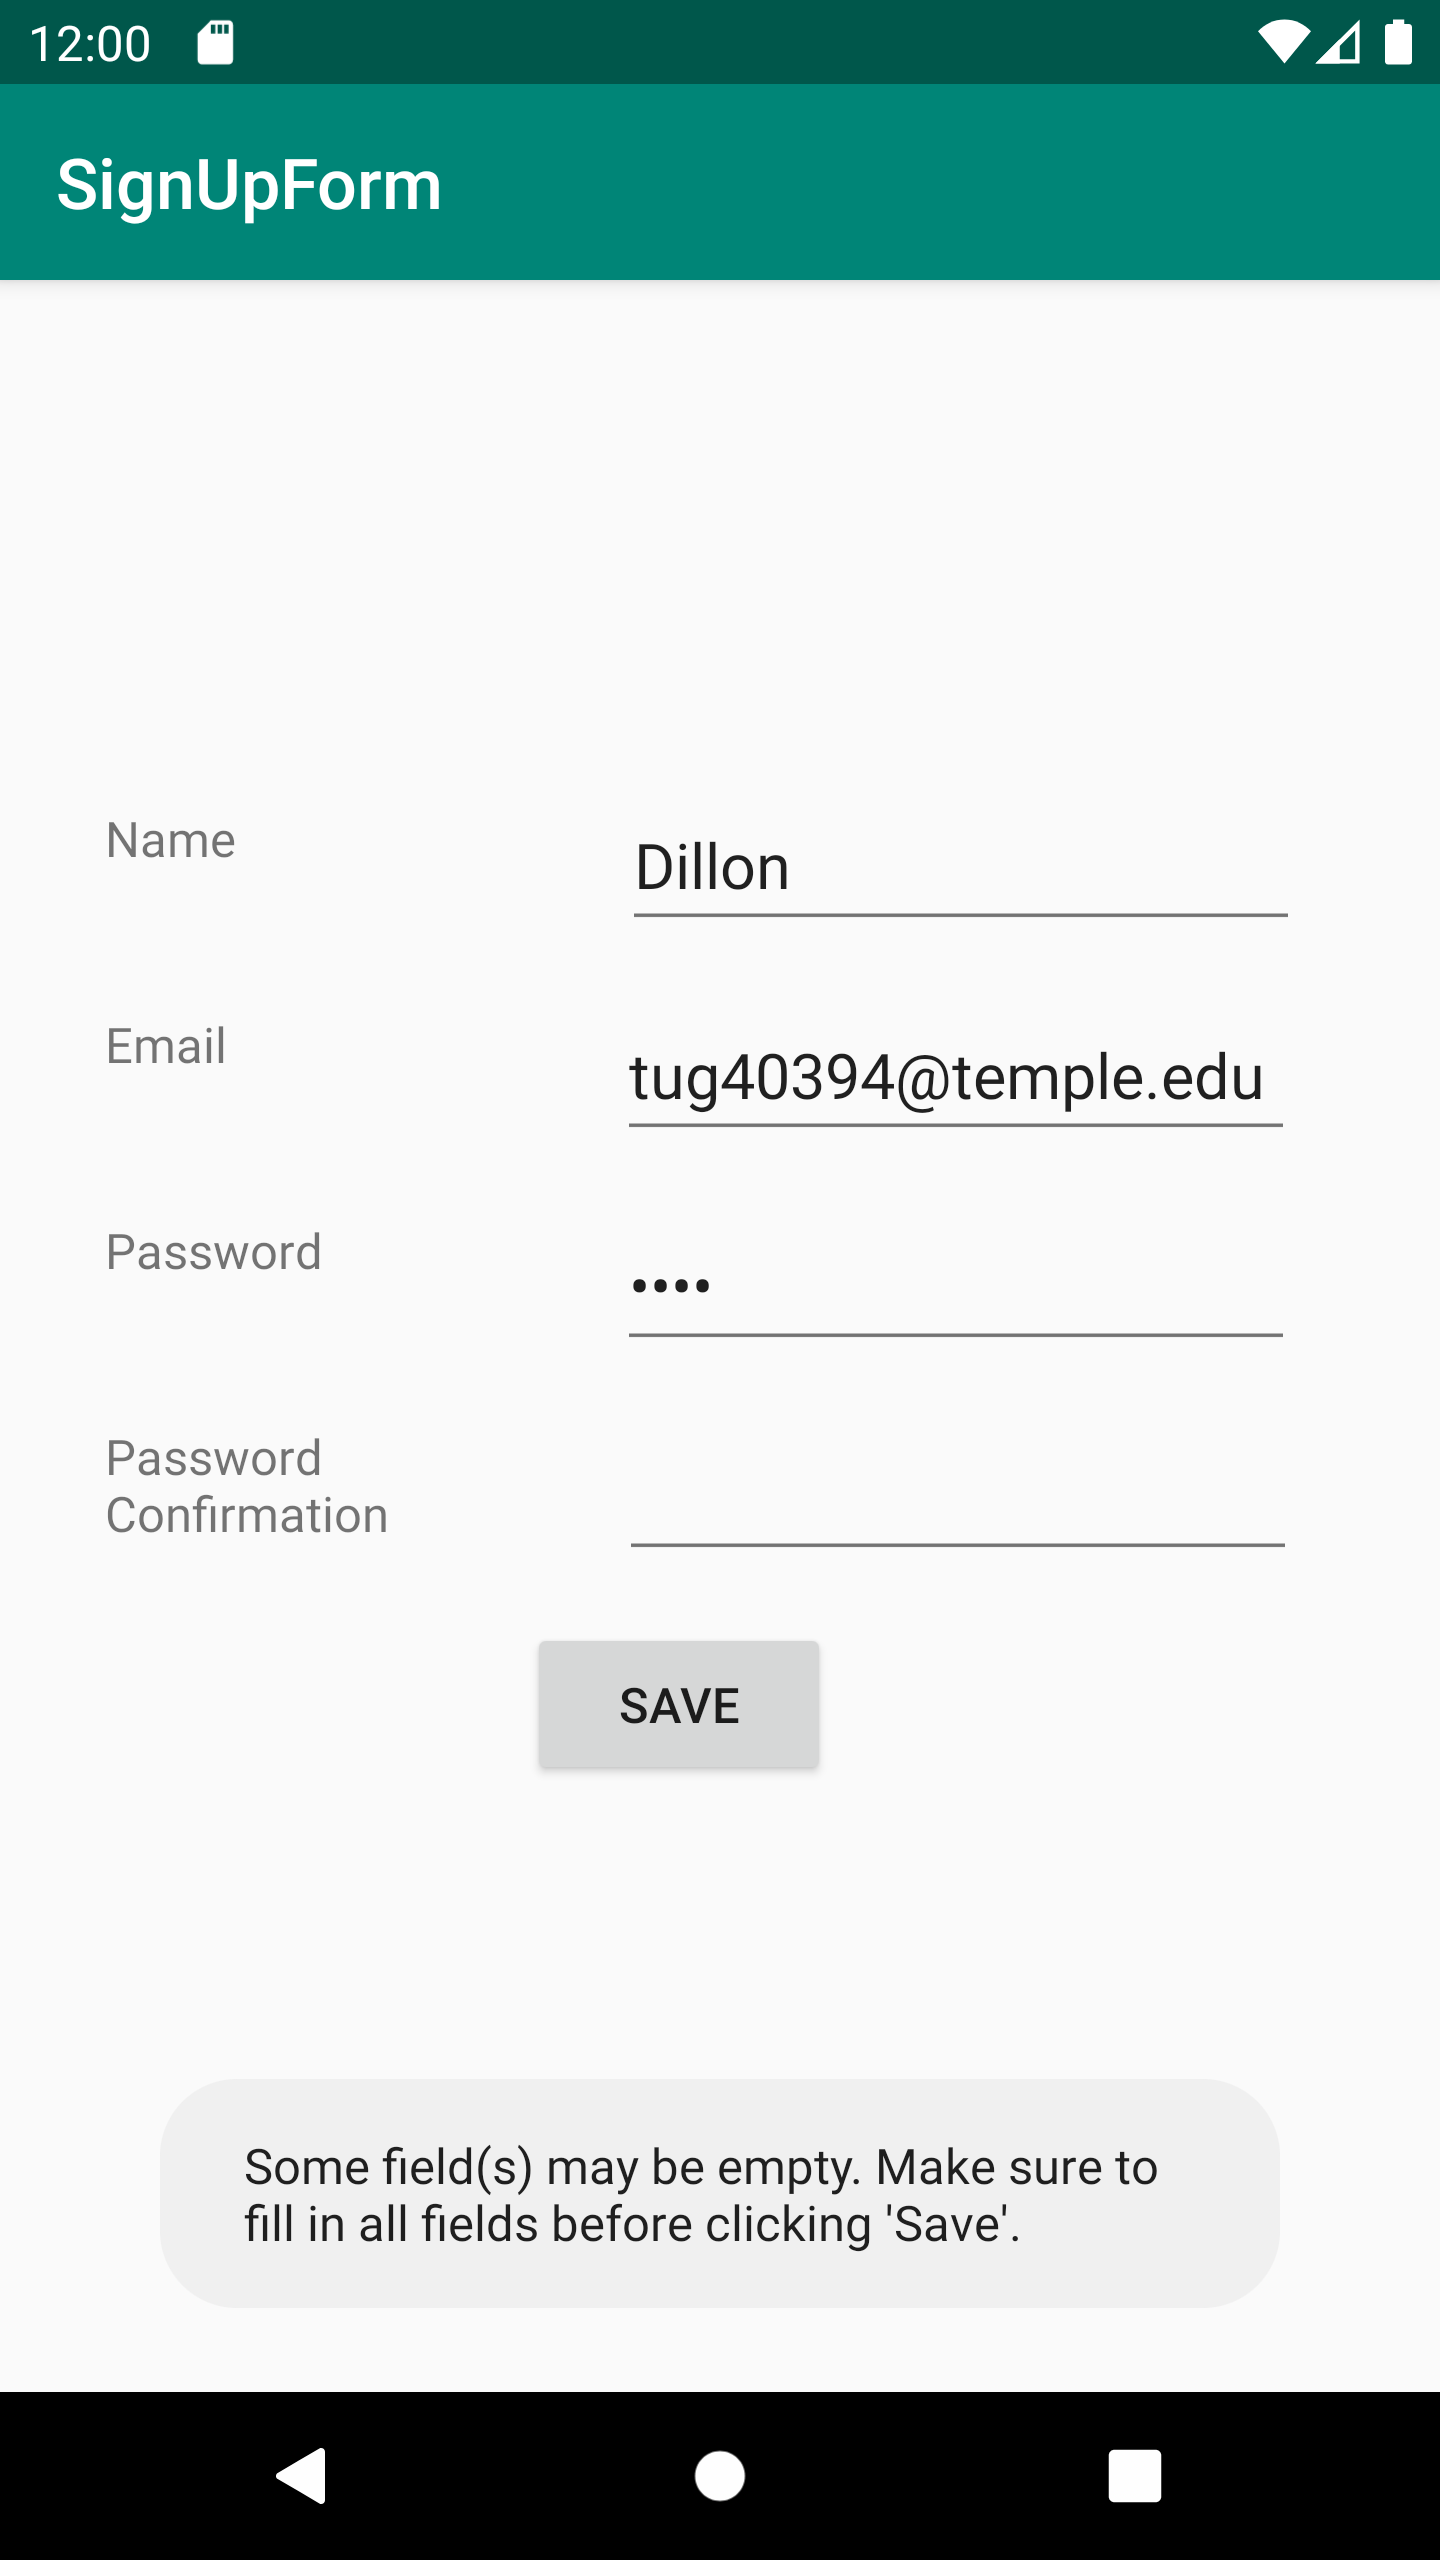 12:00
SignUpForm
Name
Dillon
Email
tug40394@temple.edu
Password
••••
Password
Confirmation
SAVE
Some field(s) may be empty. Make sure to
fill in all fields before clicking 'Save'.